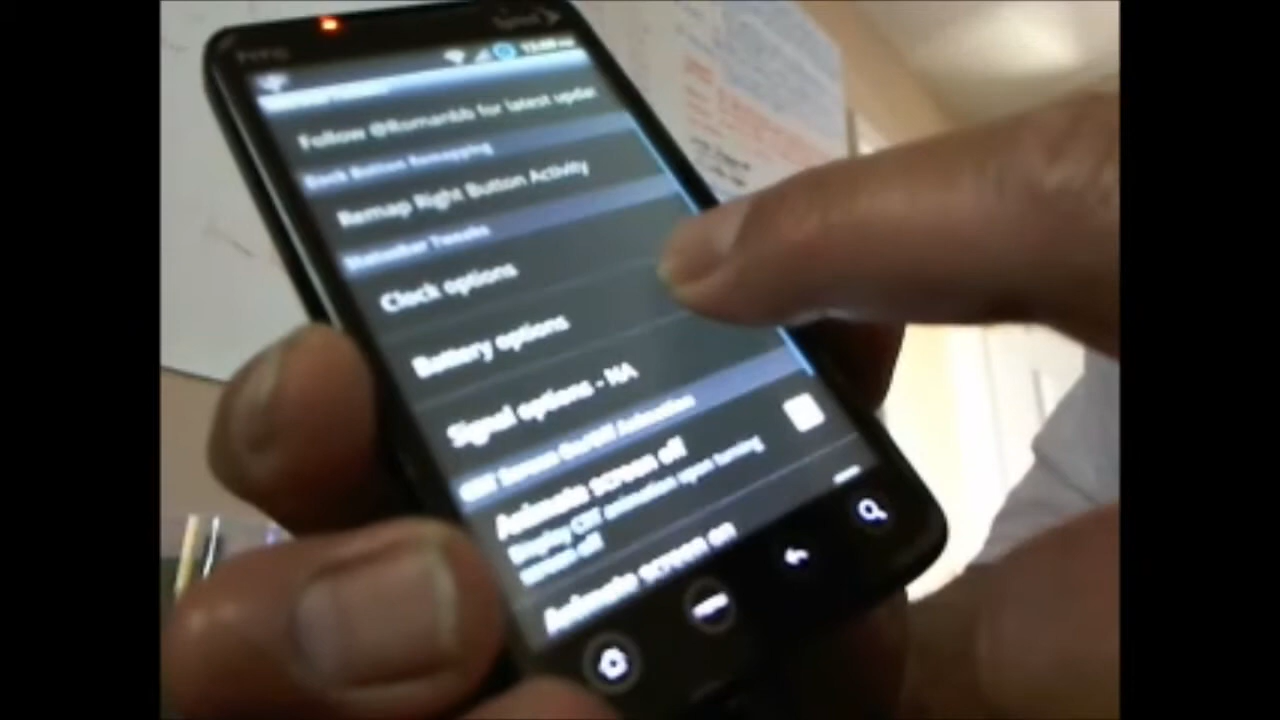 hTC
Follow @Romanbb for latest update
Back Button Remapping
Remap Right Button Activity
Statusbar Tweaks
Clock options
Battery options
Signal options - NA
CRT Screen On/Off Animation
Animate screen off
Display CRT animation upon turning
screen off
Animate screen on